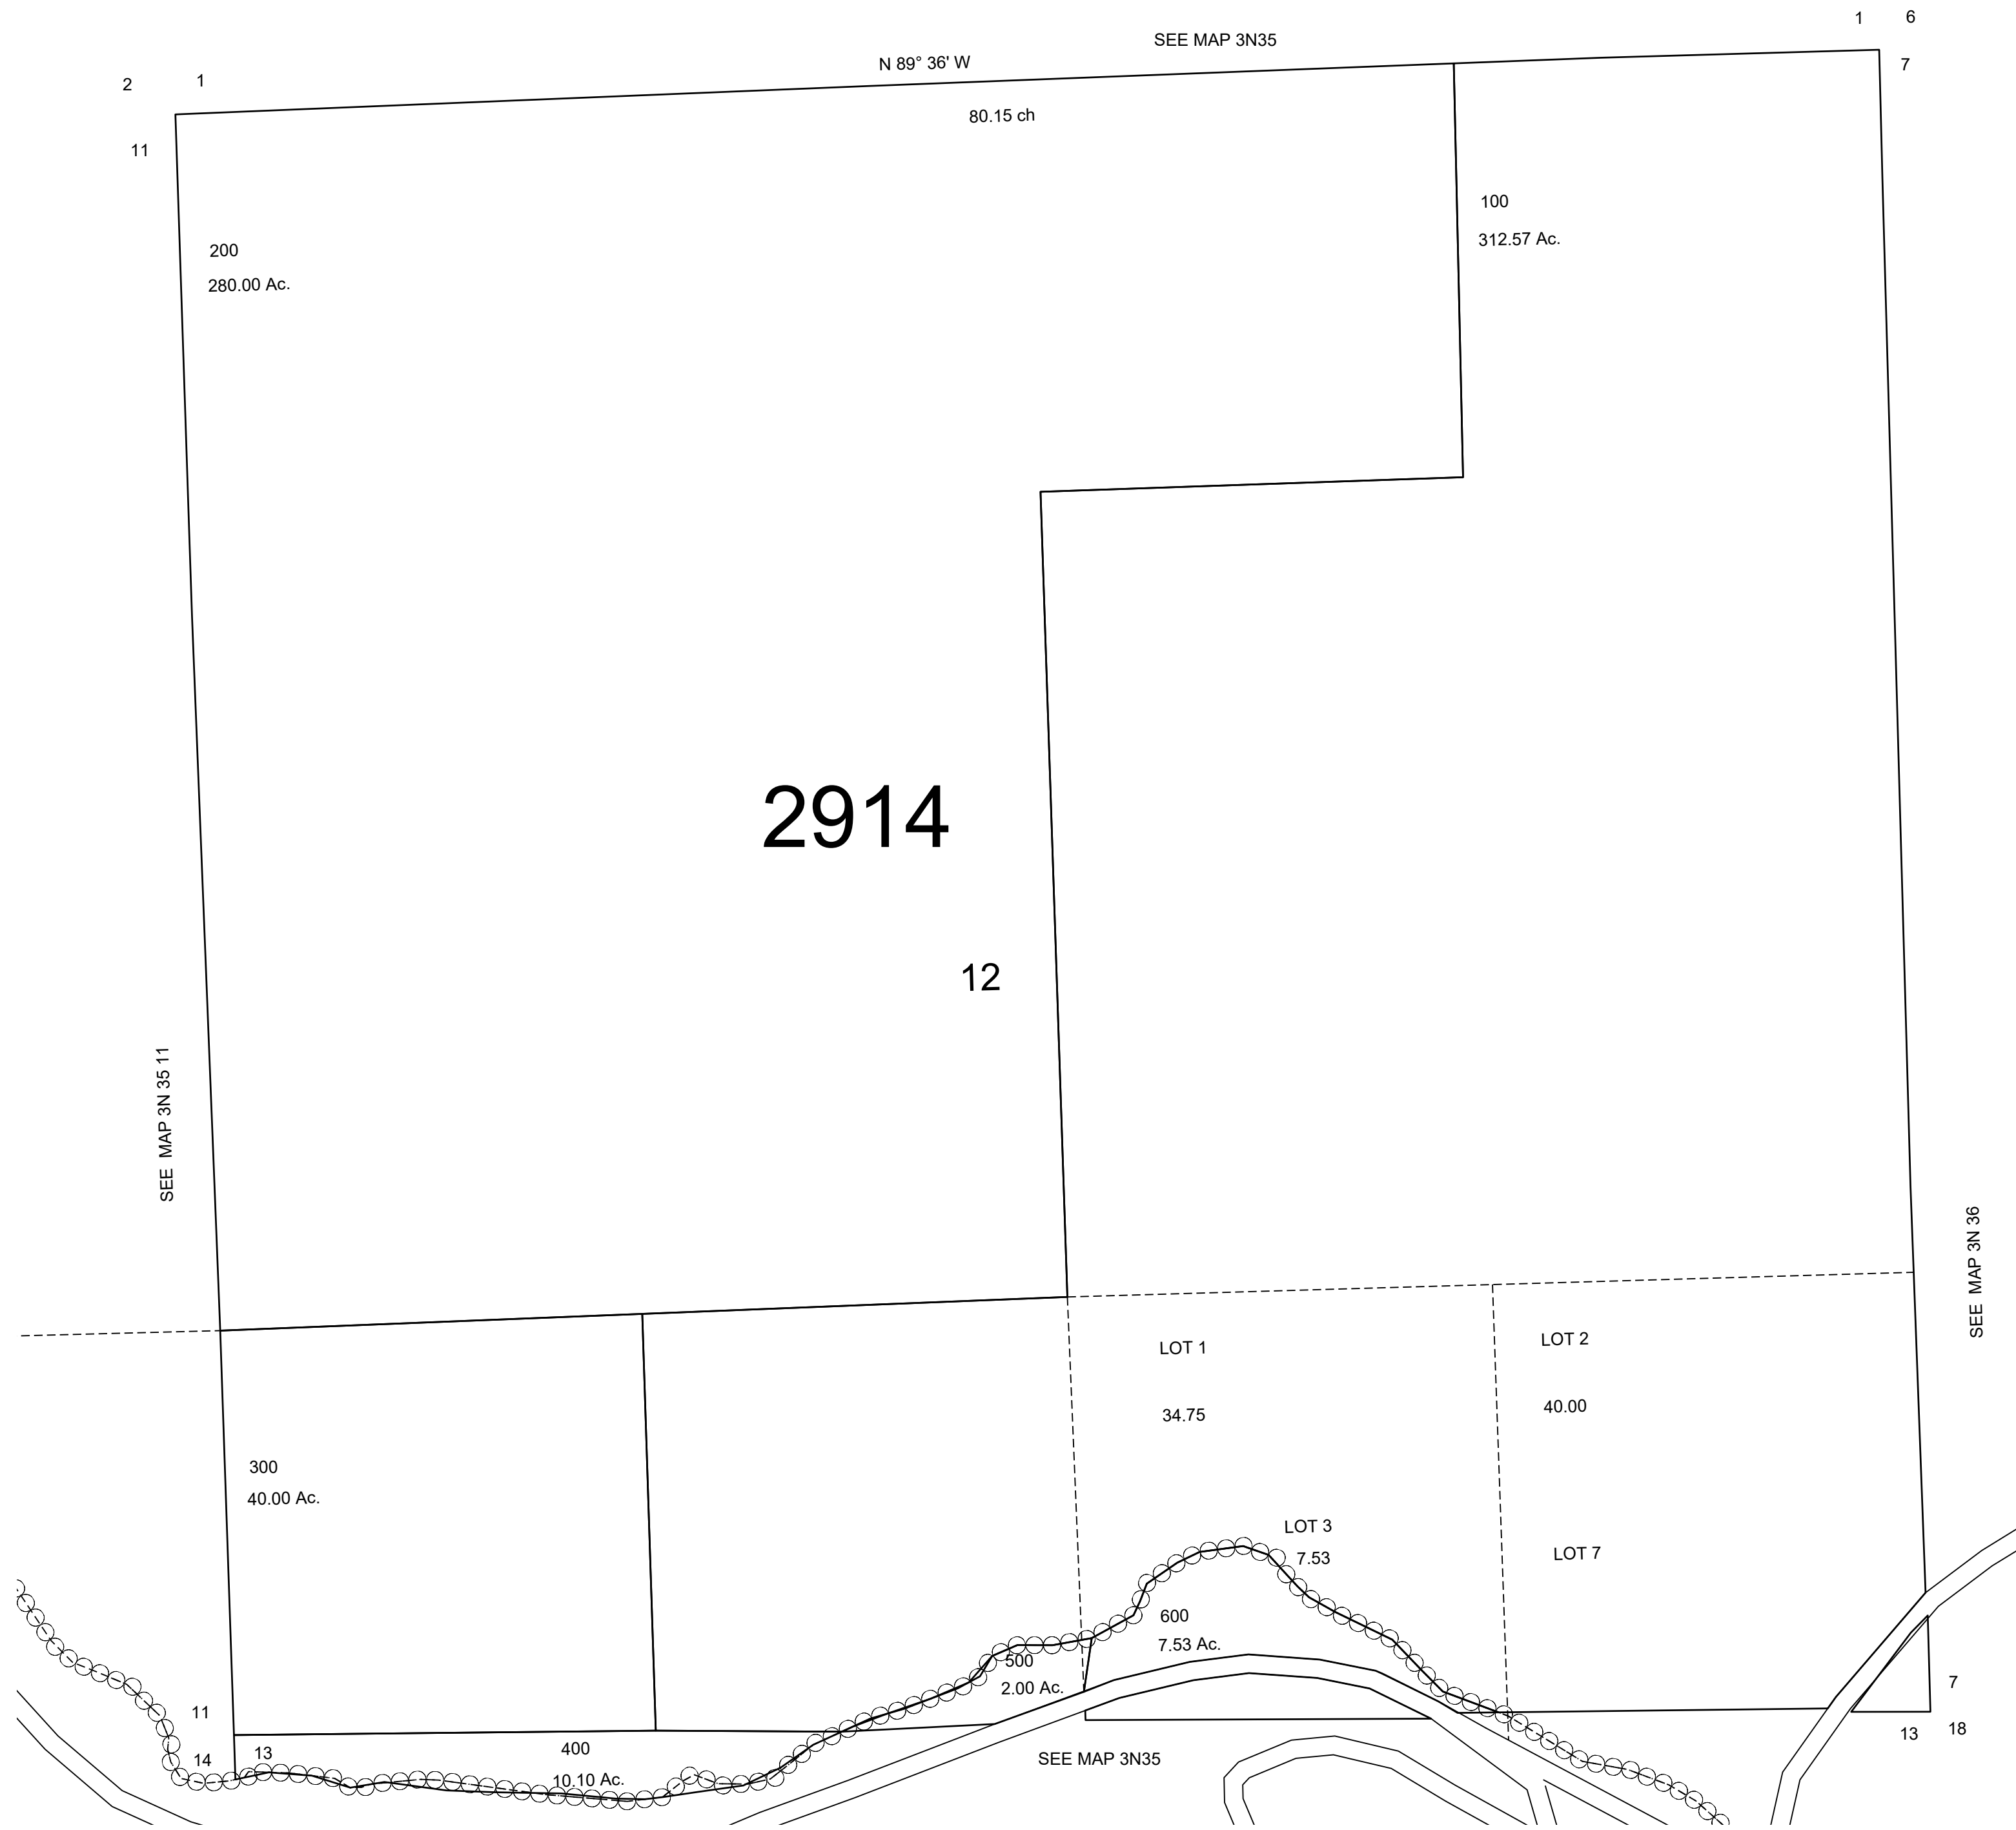 1 6
SEE MAP 3N35
N 89° 36' W
7
2 1
80.15 ch
11
100
312.57 Ac.
200
280.00 Ac.
2914
12
SEE MAP 3N 35 11
SEE MAP 3N 36
LOT 1
LOT 2
34.75
40.00
300
40.00 Ac.
LOT 3
7.53
LOT 7
600
7.53 Ac.
500
2.00 Ac.
7
11
13 18
14 13
400
10.10 Ac.
SEE MAP 3N35